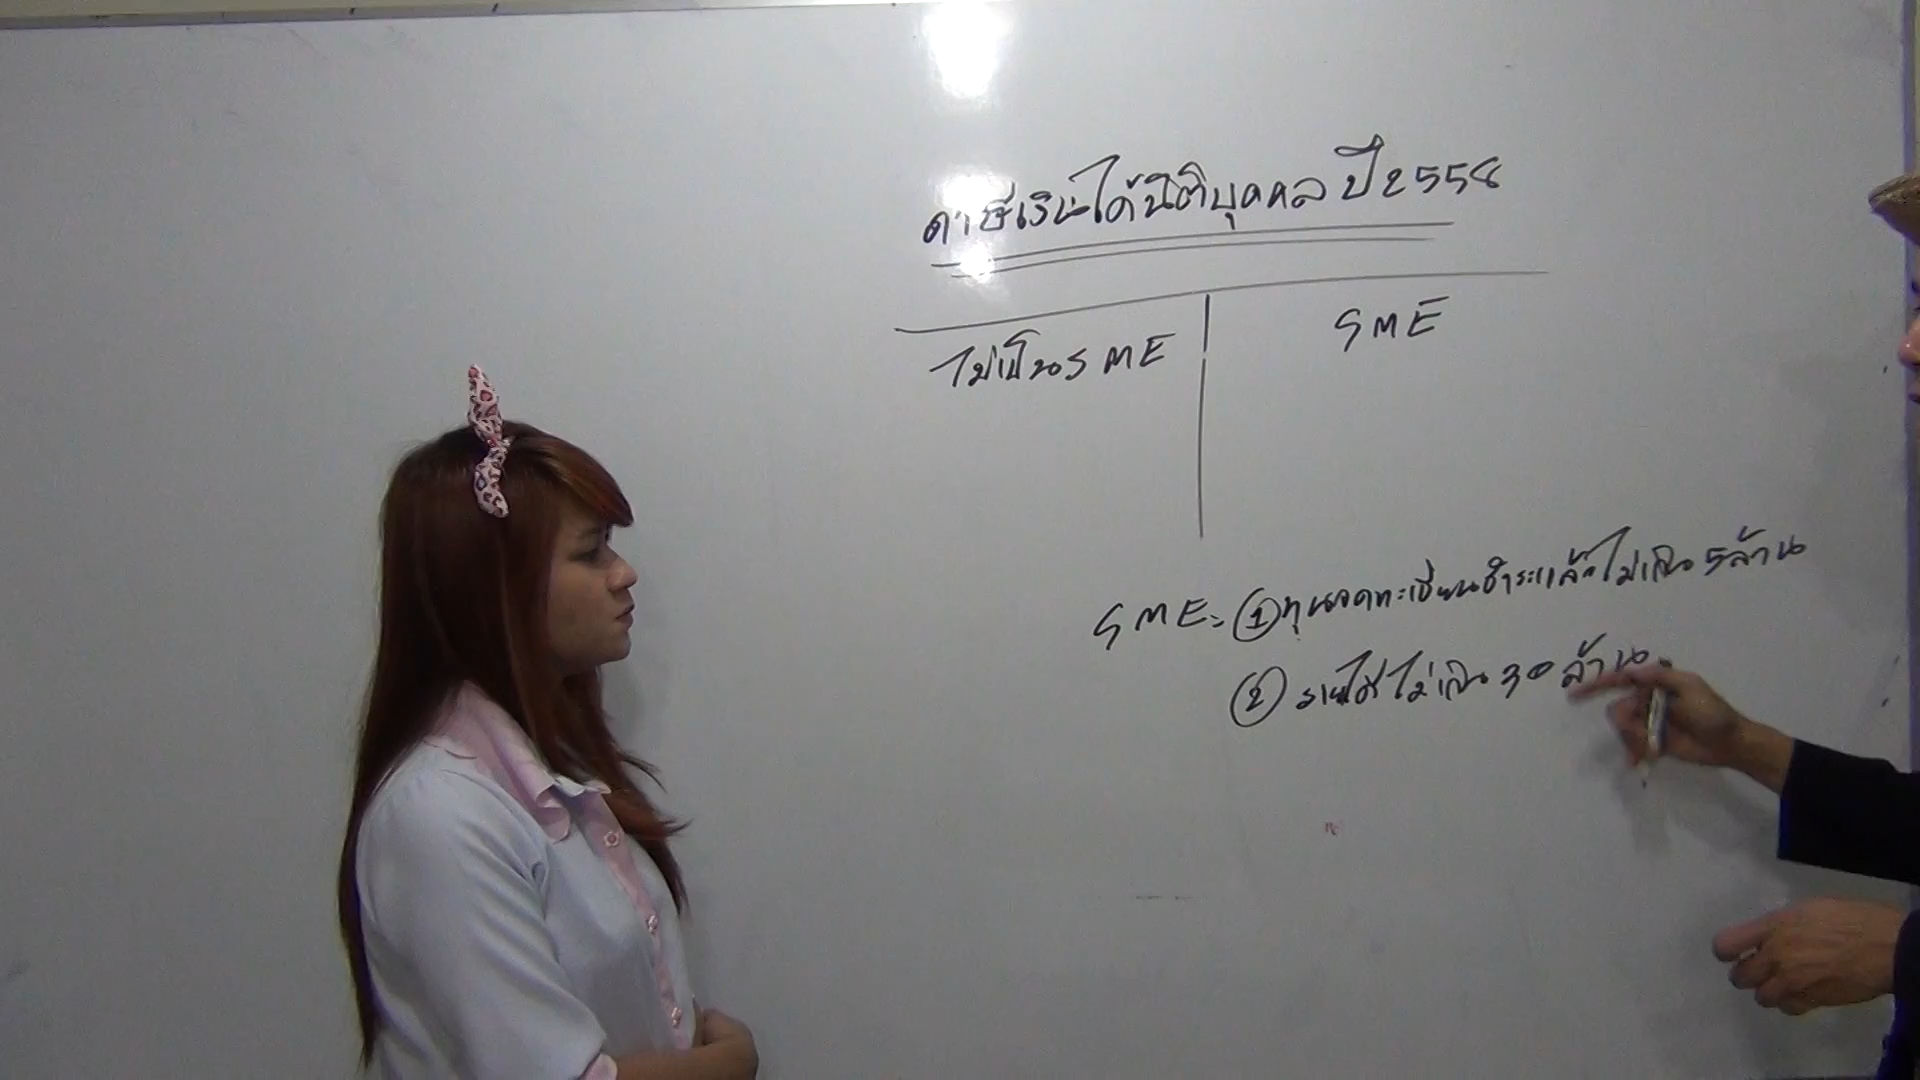 ภาษีเงินได้นิติบุคคล ปี 2558
ไม่เป็น SME
SME
SME = ① ทุนจดทะเบียนชำระแล้วไม่เกิน 5 ล้าน
② รายได้ไม่เกิน 30 ล้าน